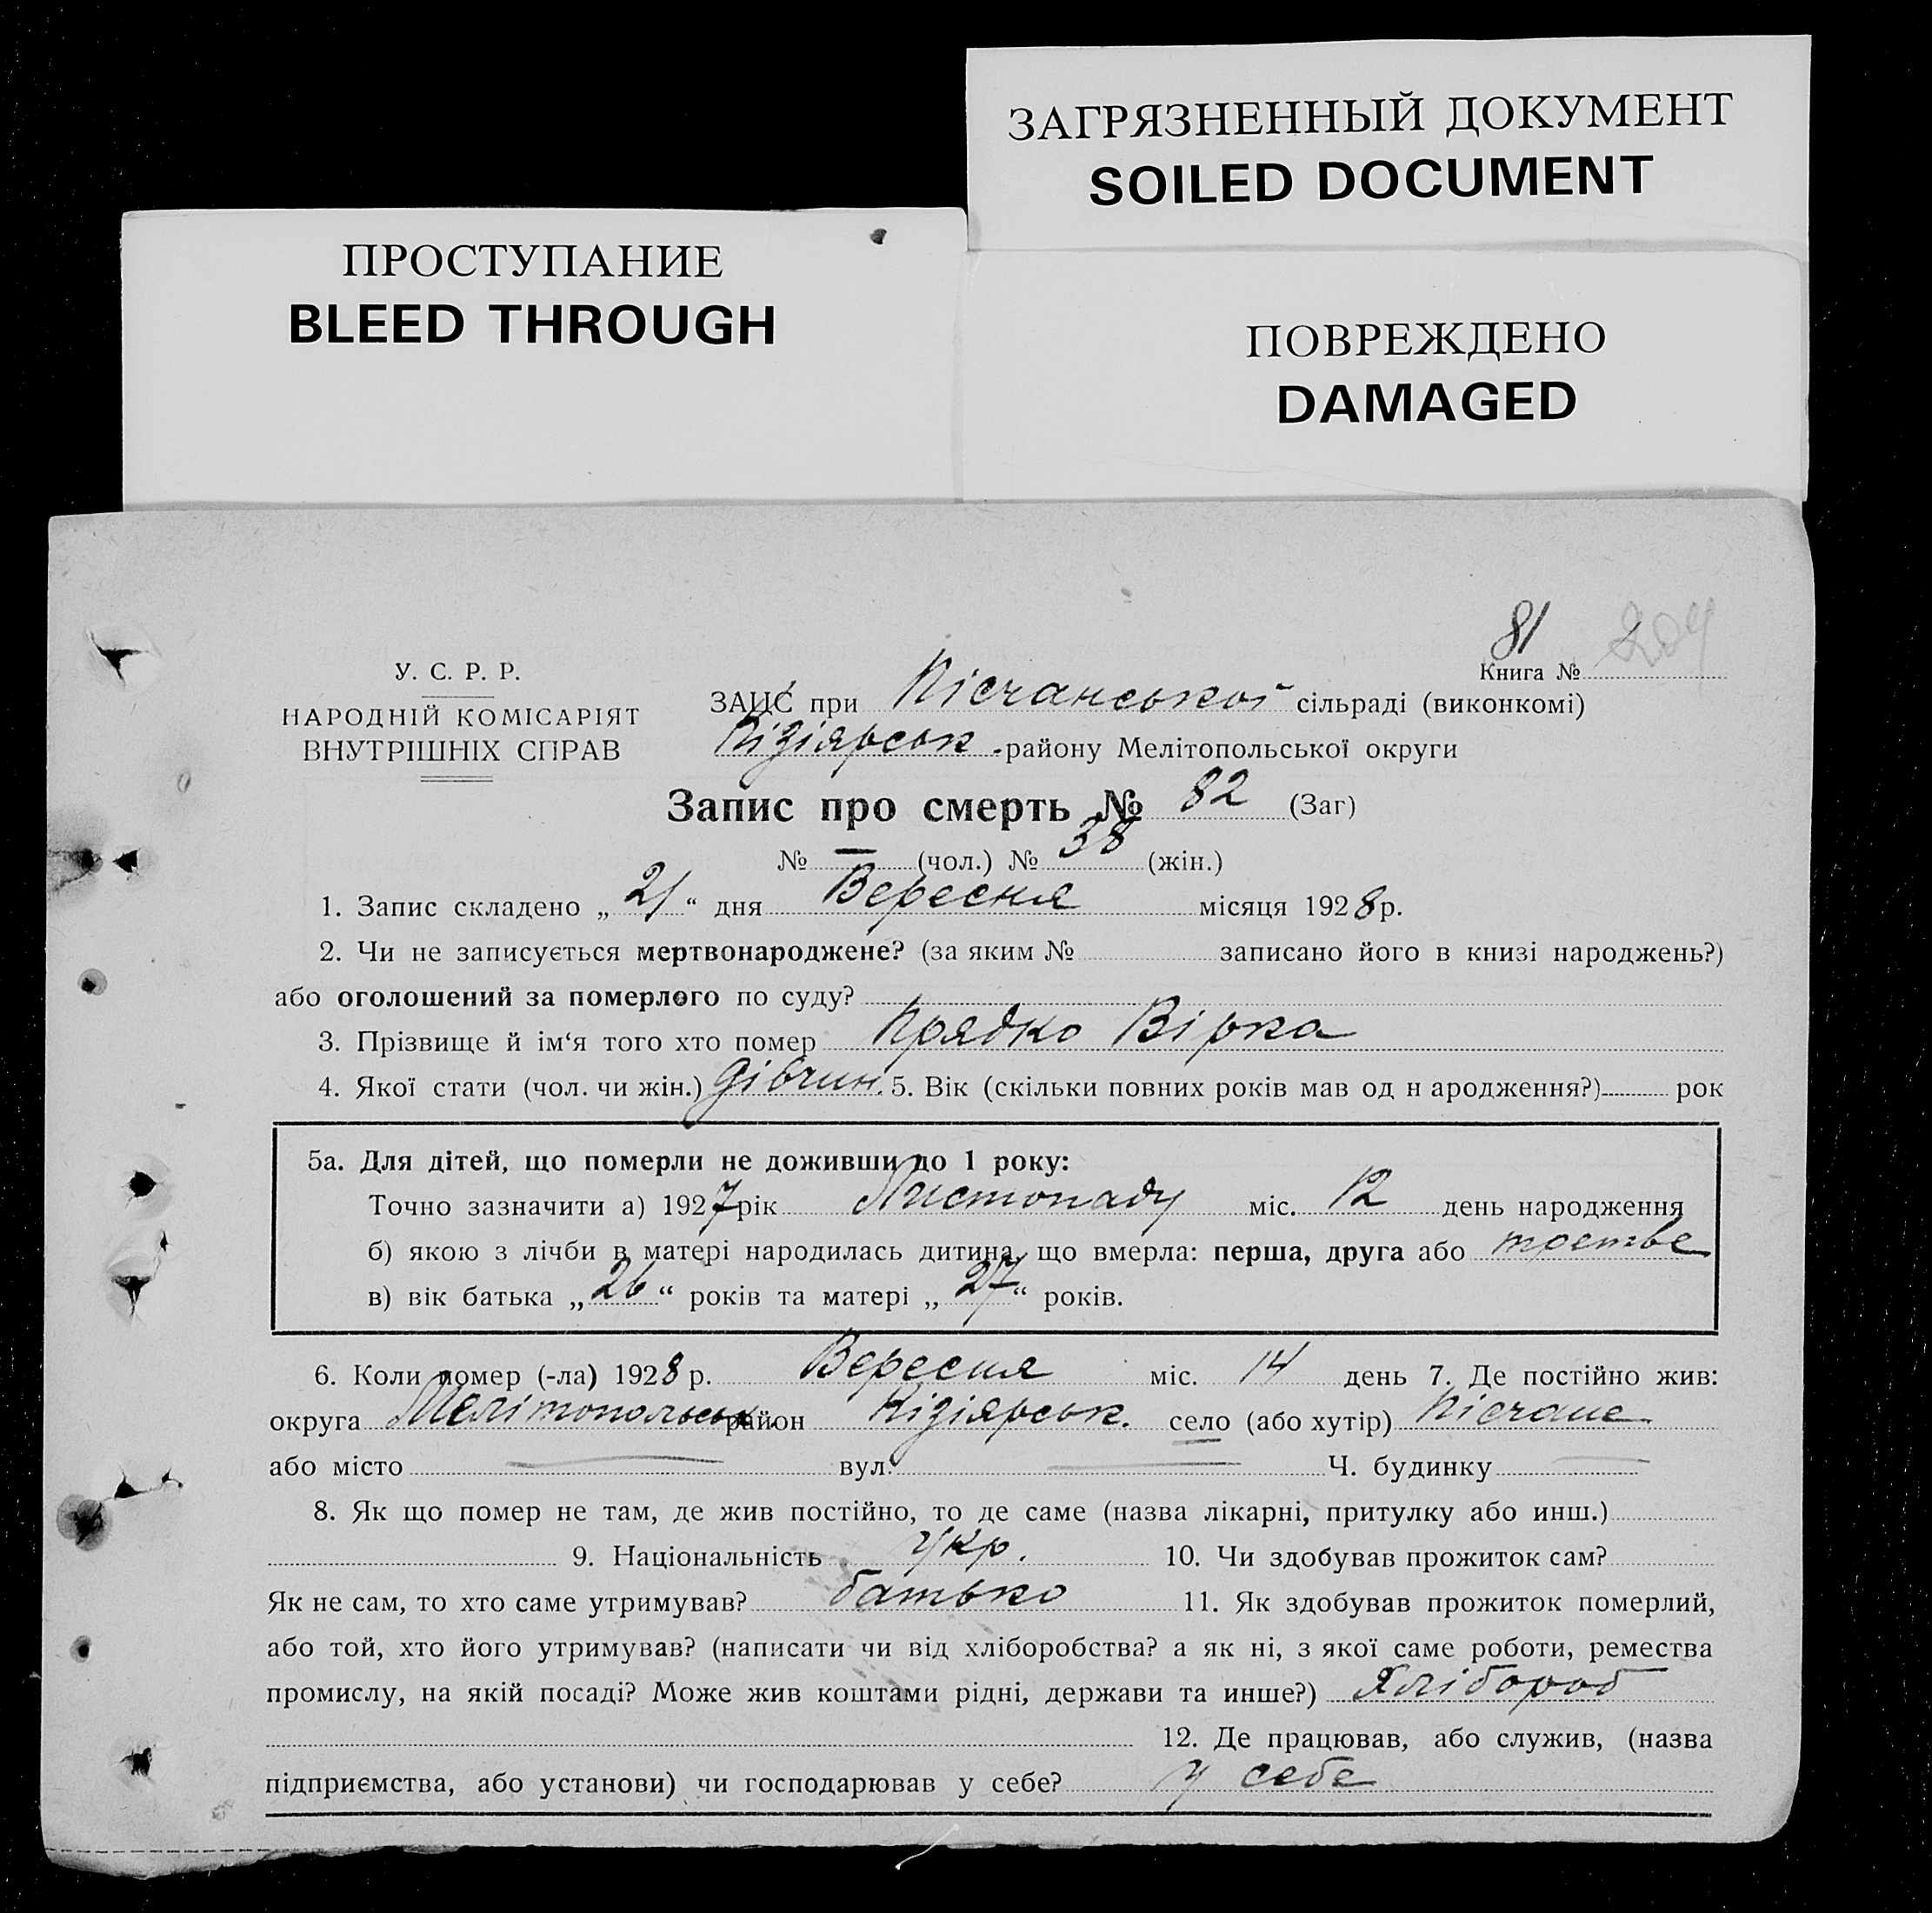 ЗАГРЯЗНЕННЫЙ ДОКУМЕНТ
SOILED DOCUMENT
ПРОСТУПАНИЕ
BLEED THROUGH
ПОВРЕЖДЕНО
DAMAGED
81
204
Книга №
У. С. Р. Р.
НАРОДНІЙ КОМІСАРІЯТ
ВНУТРІШНІХ СПРАВ
ЗАЦС при Пісчанської сільраді (виконкомі)
Кізіярськ -району Мелітопольської округи
Запис про смерть № 82 (Заг)
№ — (чол.) № 38 (жін.)
1. Запис складено „ 21 “ дня Вересня місяця 1928 р.
2. Чи не записується мертвонароджене? (за яким № записано його в книзі народжень?)
або оголошений за померлого по суду?
3. Прізвище й ім‘я того хто помер Прядко Вірка
4. Якої стати (чол. чи жін.) дівчин. 5. Вік (скільки повних років мав од н ародження?) рок
5а. Для дітей, що померли не доживши до 1 року:
Точно зазначити а) 1927 рік Листопаду міс. 12 день народження
б) якою з лічби в матері народилась дитина, що вмерла: перша, друга або третье
в) вік батька „ 26 “ років та матері „ 27 “ років.
6. Коли помер (-ла) 1928 р. Вересня міс. 14 день 7. Де постійно жив:
округа Мелітопольськ. район Кізіярськ. село (або хутір) Пісчане
або місто — вул. — Ч. будинку —
8. Як що помер не там, де жив постійно, то де саме (назва лікарні, притулку або инш.)
9. Національність Укр. 10. Чи здобував прожиток сам?
Як не сам, то хто саме утримував? батько 11. Як здобував прожиток померлий,
або той, хто його утримував? (написати чи від хліборобства? а як ні, з якої саме роботи, ремества
промислу, на якій посаді? Може жив коштами рідні, держави та инше?) Хлібороб
12. Де працював, або служив, (назва
підприємства, або установи) чи господарював у себе? у себе